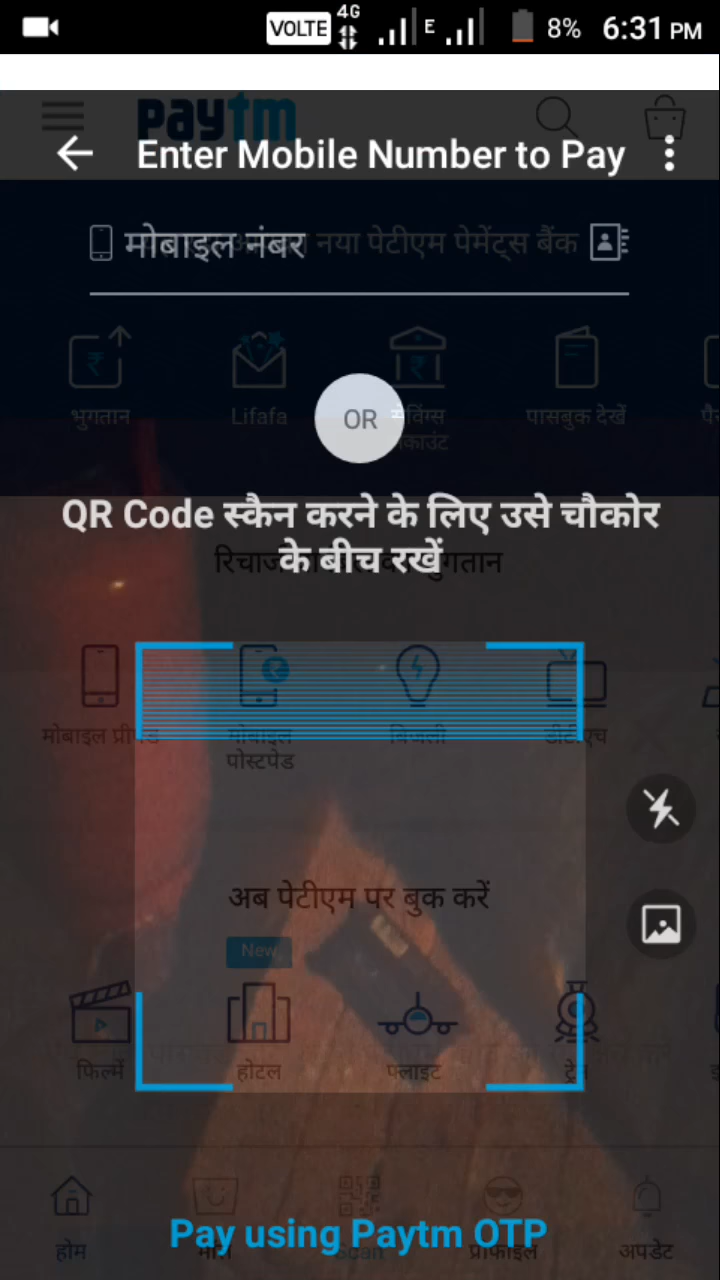 VOLTE 4G E 8% 6:31 PM
paytm
Enter Mobile Number to Pay
मोबाइल नंबर
नया पेटीएम पेमेंट्स बैंक
भुगतान Lifafa पासबुक देखें
OR
QR Code स्कैन करने के लिए उसे चौकोर
के बीच रखें
मोबाइल प्रीपेड मोबाइल पोस्टपेड बिजली डीटीएच
अब पेटीएम पर बुक करें
New
फिल्में होटल फ्लाइट ट्रेन
Pay using Paytm OTP
होम Scan प्रोफाइल अपडेट